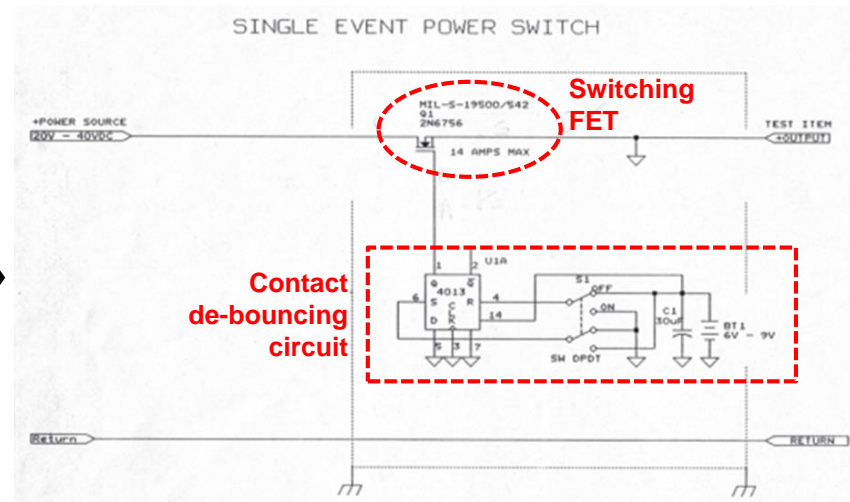 SINGLE EVENT POWER SWITCH
MIL-S-19500/542
Q1
2N6756
14 AMPS MAX
Switching
FET
+POWER SOURCE
20V - 40VDC
TEST ITEM
+OUTPUT
Contact
de-bouncing
circuit
1
2
U1A
Q
Q
4013
6
S
R
4
CLK
D
14
5
3
7
S1
OFF
ON
SW DPDT
C1
30uF
BT1
6V - 9V
Return
RETURN